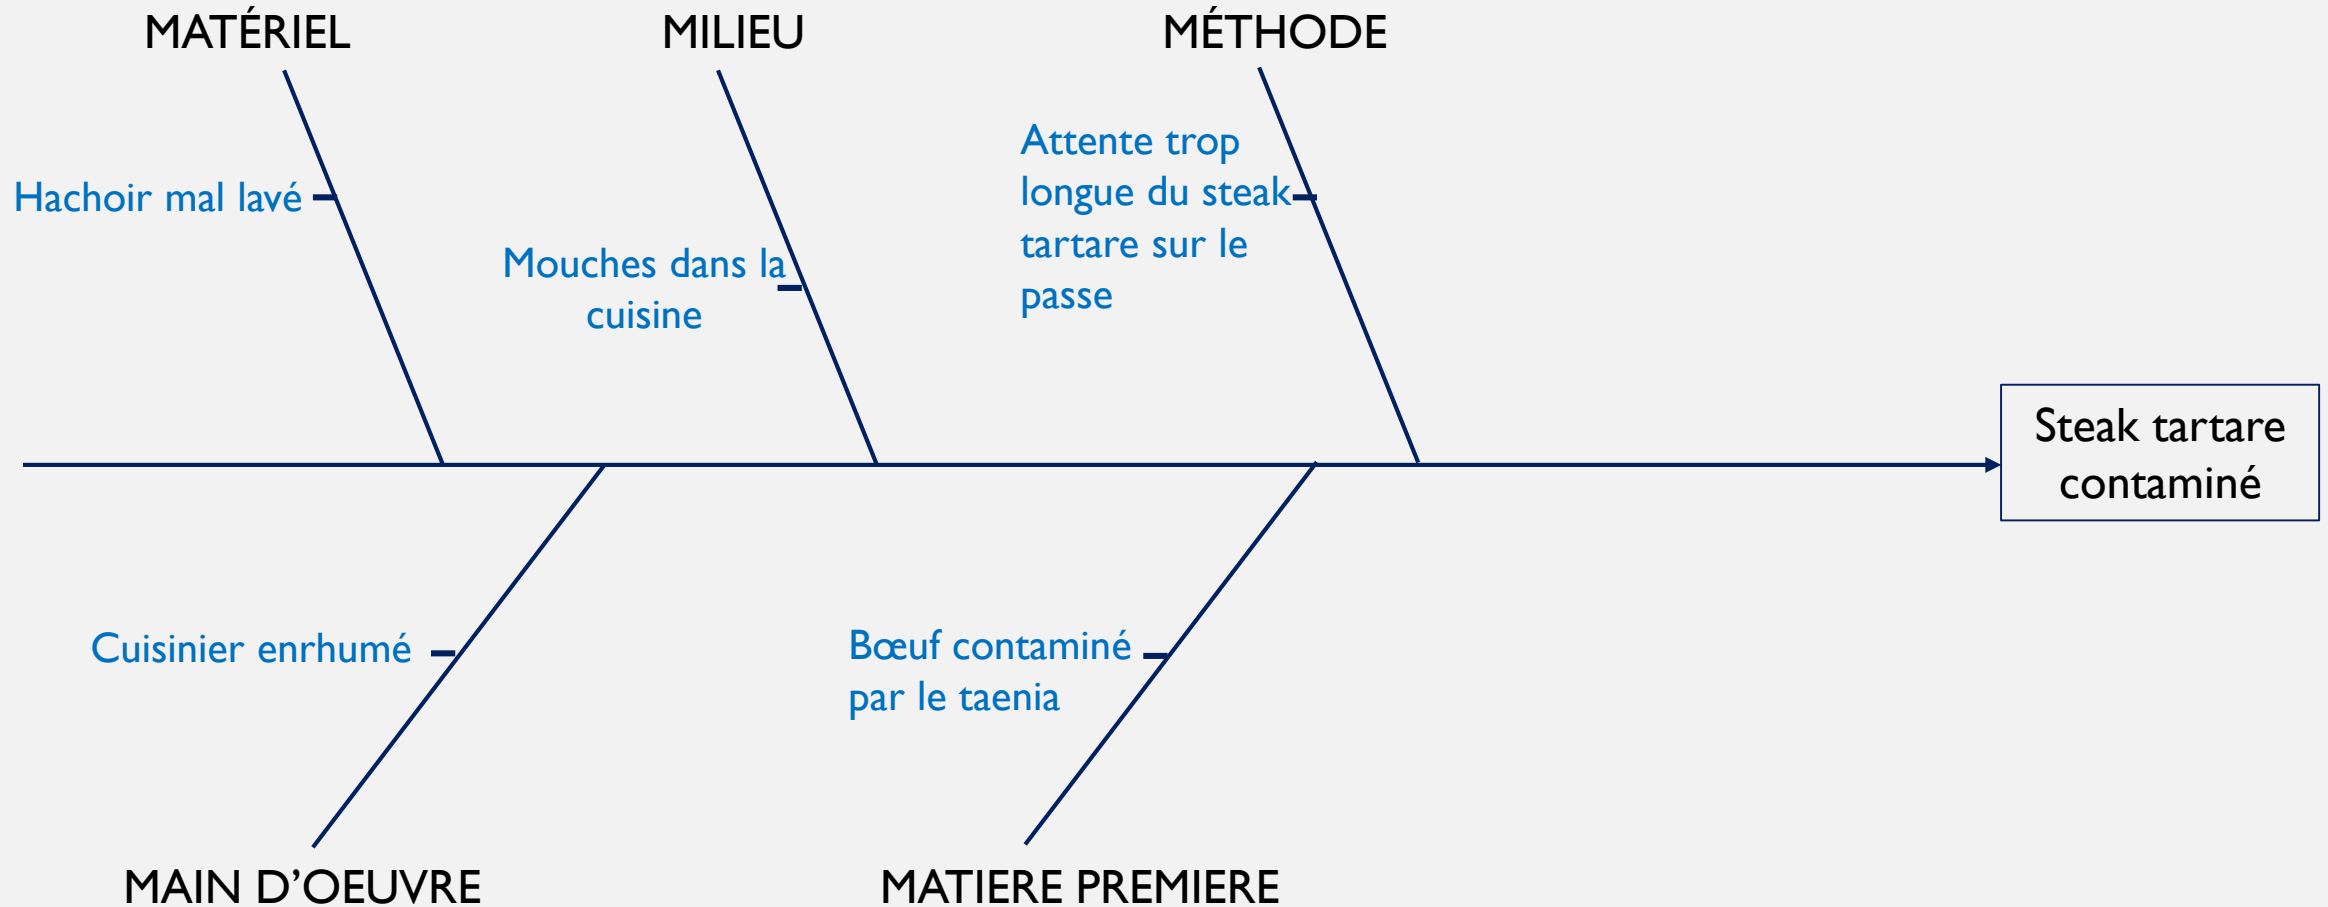 MATÉRIEL
MILIEU
MÉTHODE
Hachoir mal lavé
Mouches dans la
cuisine
Attente trop
longue du steak
tartare sur le
passe
Steak tartare
contaminé
Cuisinier enrhumé
Bœuf contaminé
par le taenia
MAIN D’OEUVRE
MATIERE PREMIERE